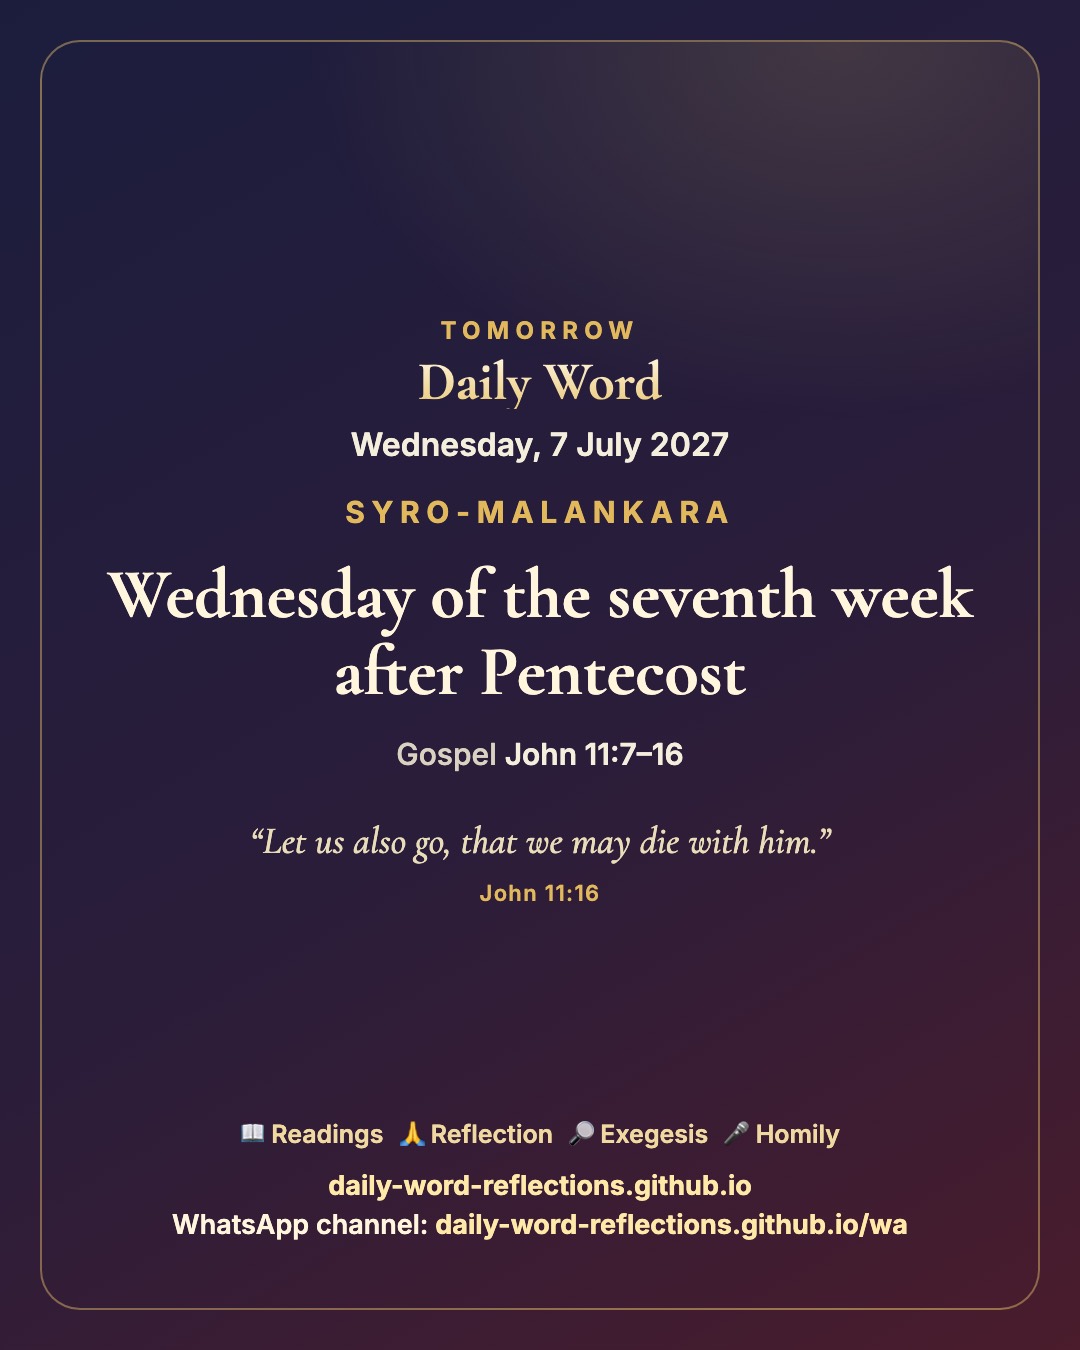 TOMORROW
Daily Word
Wednesday, 7 July 2027
SYRO-MALANKARA
Wednesday of the seventh week
after Pentecost
Gospel John 11:7–16
“Let us also go, that we may die with him.”
John 11:16
📖 Readings 🙏 Reflection 🔎 Exegesis 🎤 Homily
daily-word-reflections.github.io
WhatsApp channel: daily-word-reflections.github.io/wa